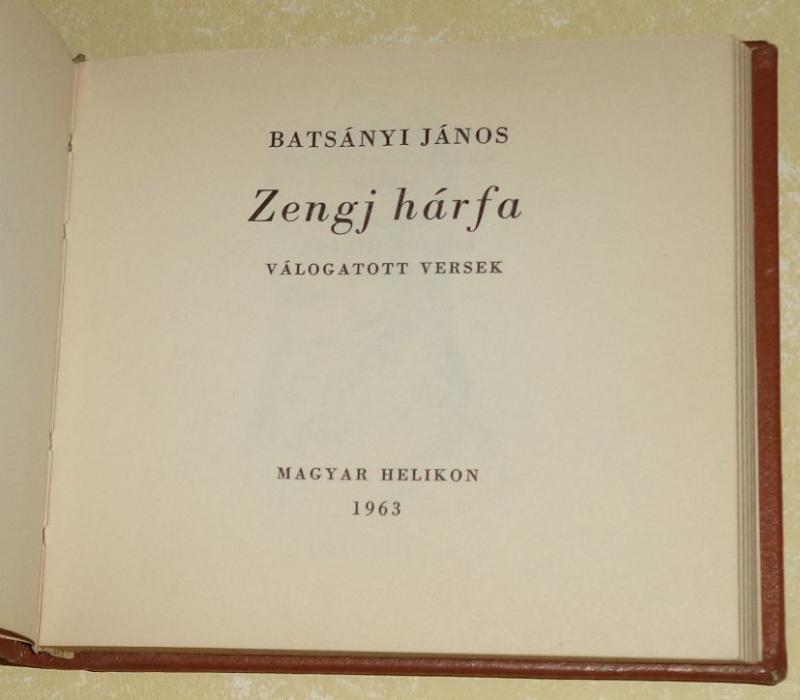 BATSÁNYI JÁNOS
Zengj hárfa
VÁLOGATOTT VERSEK
MAGYAR HELIKON
1963